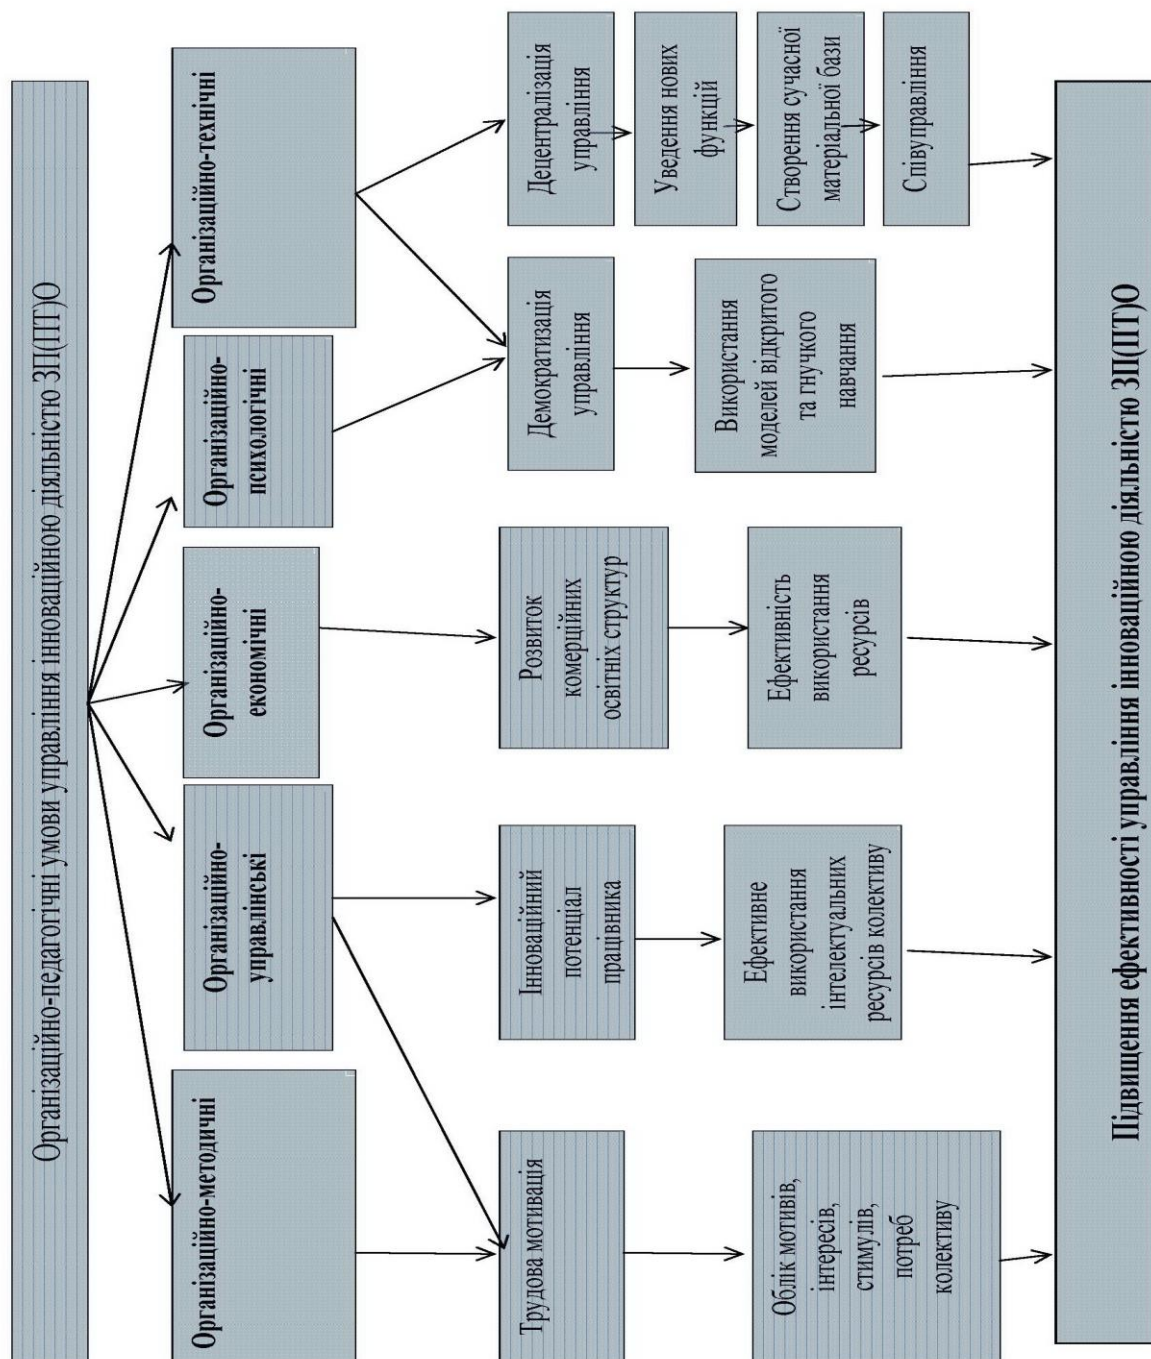 Організаційно-педагогічні умови управління інноваційною діяльністю ЗП(ПТ)О
Організаційно-методичні
Організаційно-
управлінські
Організаційно-
економічні
Організаційно-
психологічні
Організаційно-технічні
Трудова мотивація
Інноваційний
потенціал
працівника
Розвиток
комерційних
освітніх структур
Демократизація
управління
Децентралізація
управління
Уведення нових
функцій
Створення сучасної
матеріальної бази
Співуправління
Облік мотивів,
інтересів,
стимулів,
потреб
колективу
Ефективне
використання
інтелектуальних
ресурсів колективу
Ефективність
використання
ресурсів
Використання
моделей відкритого
та гнучкого
навчання
Підвищення ефективності управління інноваційною діяльністю ЗП(ПТ)О